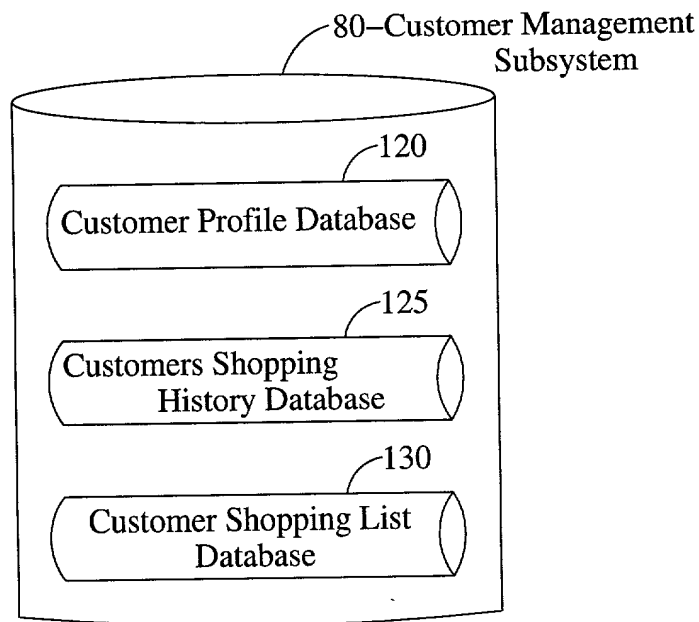 80–Customer Management
Subsystem
120
Customer Profile Database
125
Customers Shopping
History Database
130
Customer Shopping List
Database